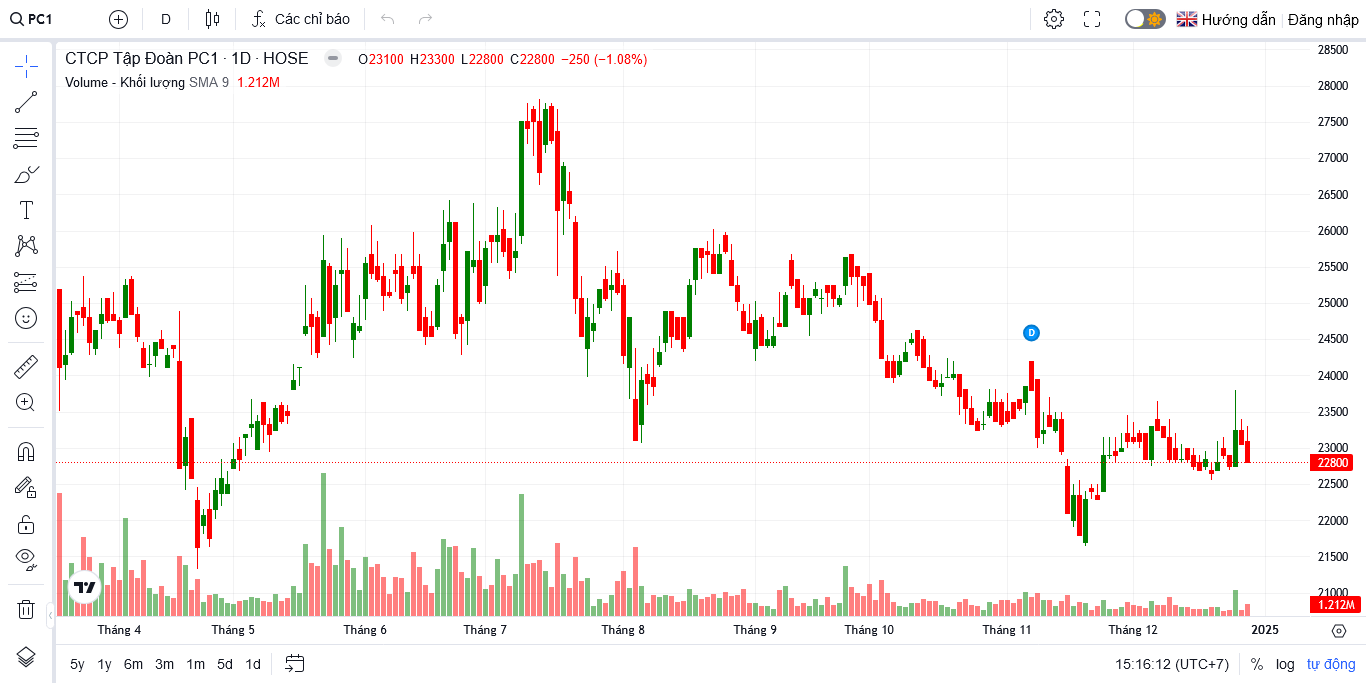 PC1 D Các chỉ báo Hướng dẫn Đăng nhập
CTCP Tập Đoàn PC1 · 1D · HOSE O23100 H23300 L22800 C22800 −250 (−1.08%)
Volume - Khối lượng SMA 9 1.212M
28500
28000
27500
27000
26500
26000
25500
25000
24500
24000
23500
23000
22800
22500
22000
21500
21000
1.212M
D
Tháng 4 Tháng 5 Tháng 6 Tháng 7 Tháng 8 Tháng 9 Tháng 10 Tháng 11 Tháng 12 2025
5y 1y 6m 3m 1m 5d 1d 15:16:12 (UTC+7) % log tự động